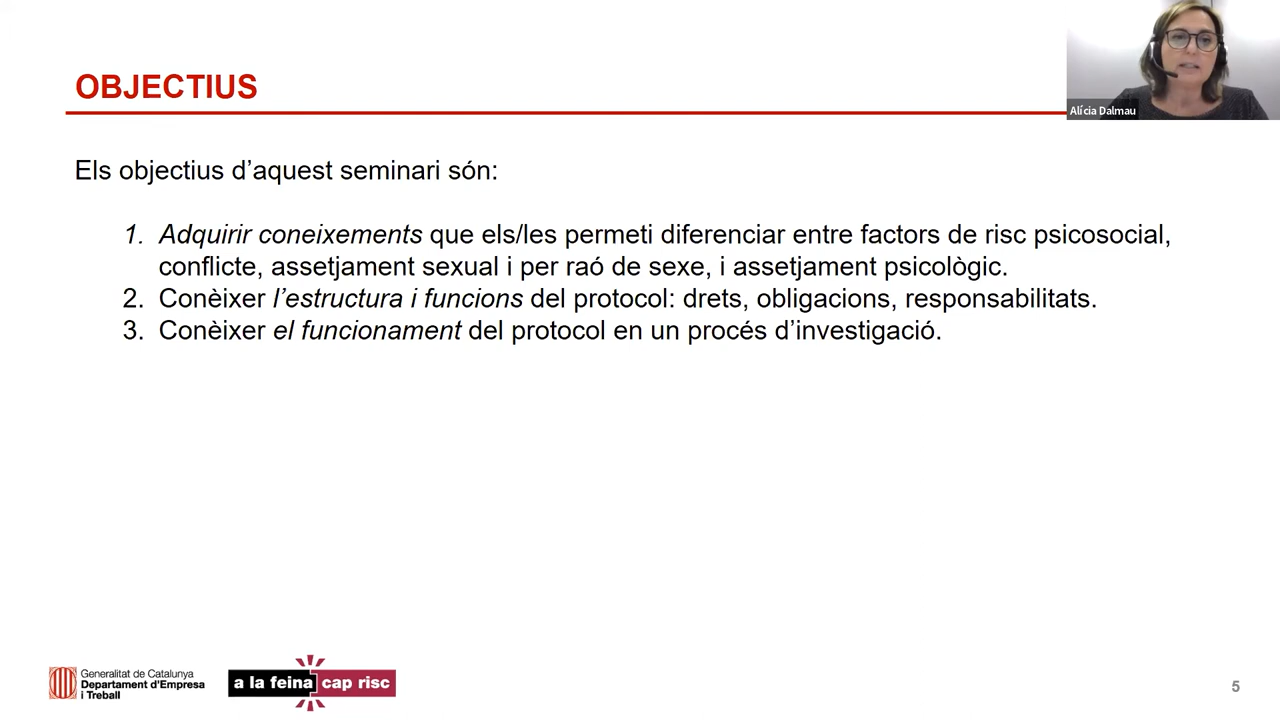 OBJECTIUS
Alícia Dalmau
Els objectius d’aquest seminari són:
1. Adquirir coneixements que els/les permeti diferenciar entre factors de risc psicosocial,
conflicte, assetjament sexual i per raó de sexe, i assetjament psicològic.
2. Conèixer l’estructura i funcions del protocol: drets, obligacions, responsabilitats.
3. Conèixer el funcionament del protocol en un procés d’investigació.
Generalitat de Catalunya
Departament d'Empresa
i Treball
a la feina cap risc
5